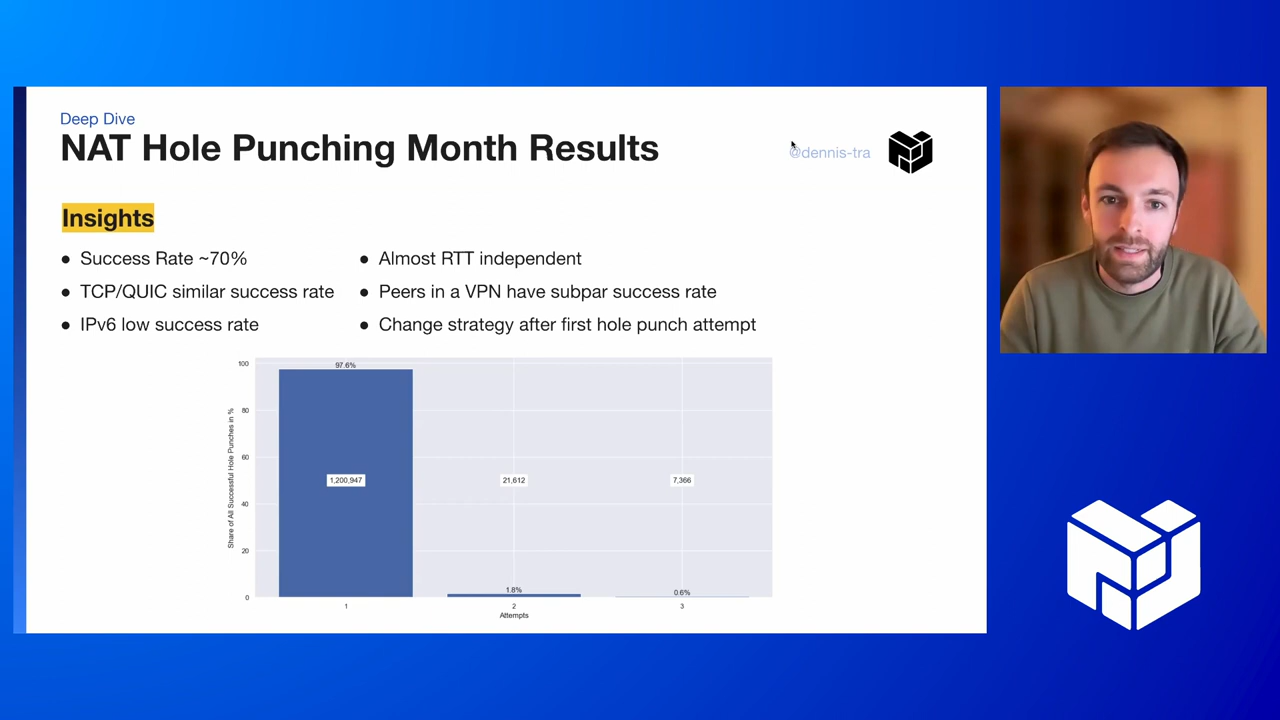 Deep Dive
NAT Hole Punching Month Results
@dennis-tra
Insights
● Success Rate ~70%
● TCP/QUIC similar success rate
● IPv6 low success rate
● Almost RTT independent
● Peers in a VPN have subpar success rate
● Change strategy after first hole punch attempt
Share of All Successful Hole Punches in %
100
80
60
40
20
0
97.6%
1,200,947
21,612
7,366
1.8%
0.6%
1
2
3
Attempts